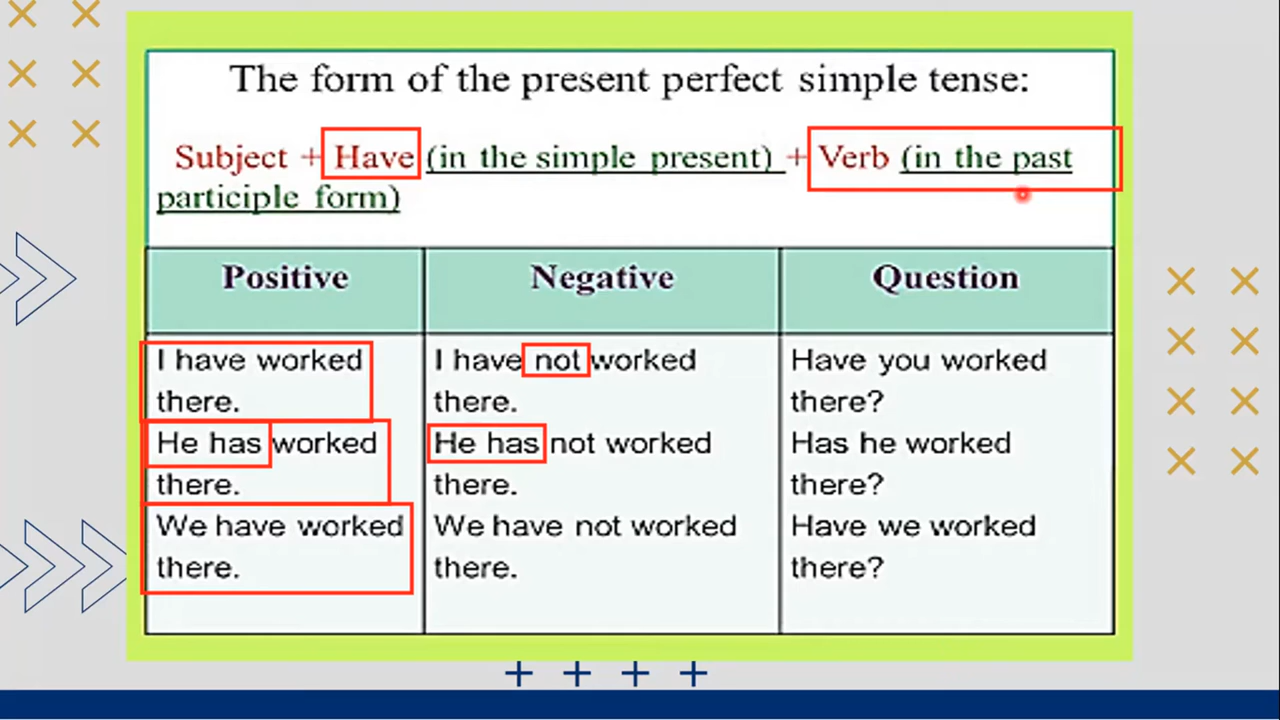 The form of the present perfect simple tense:
Subject + Have (in the simple present) + Verb (in the past
participle form)
Positive
Negative
Question
I have worked
there.
He has worked
there.
We have worked
there.
I have not worked
there.
He has not worked
there.
We have not worked
there.
Have you worked
there?
Has he worked
there?
Have we worked
there?